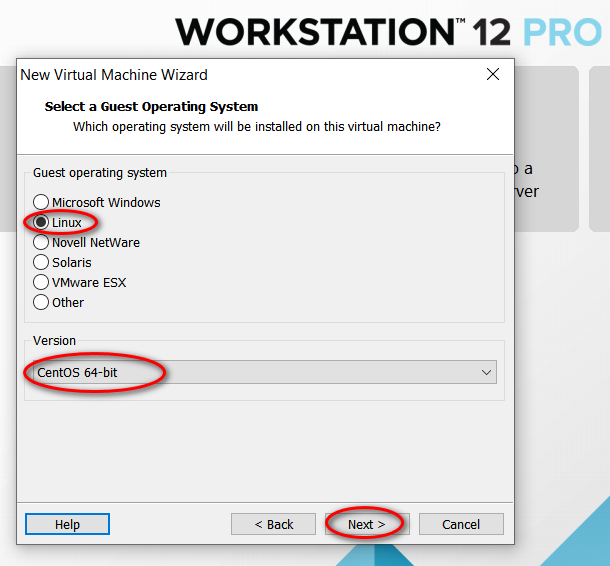 WORKSTATION™ 12 PRO
New Virtual Machine Wizard
Select a Guest Operating System
Which operating system will be installed on this virtual machine?
Guest operating system
Microsoft Windows
Linux
Novell NetWare
Solaris
VMware ESX
Other
a
Version
CentOS 64-bit
Help
< Back
Next >
Cancel